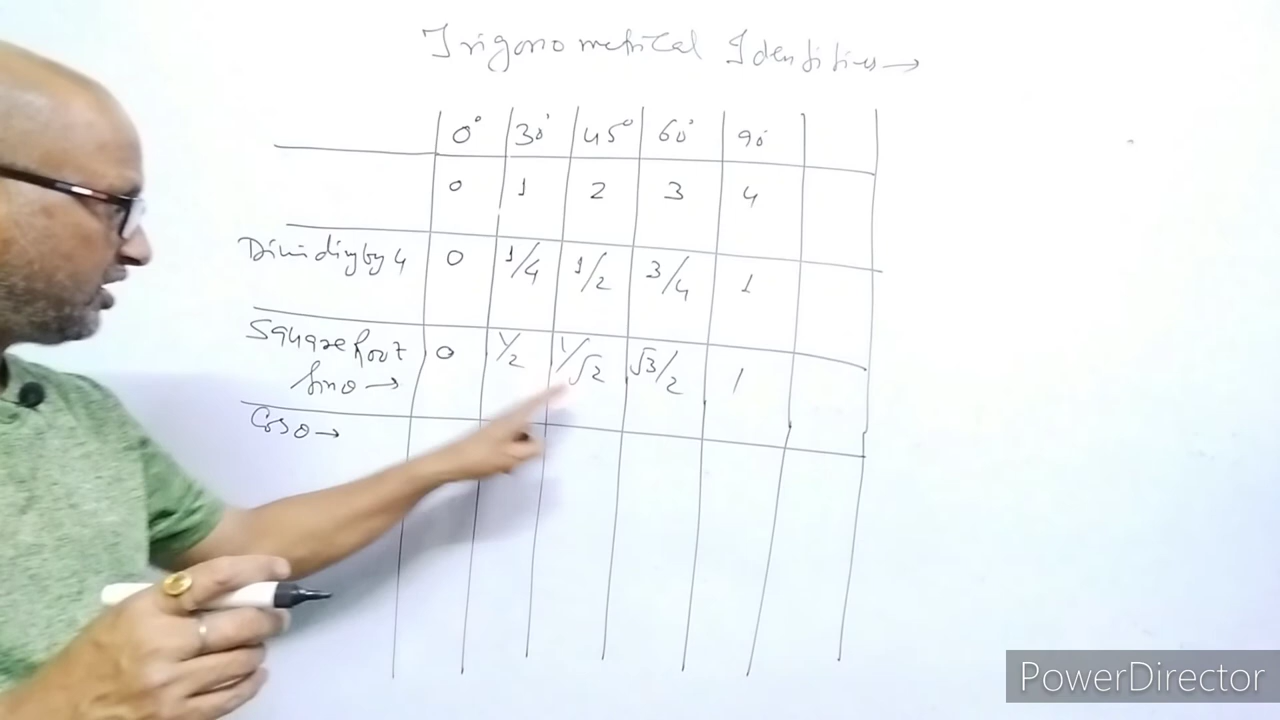 Trigonometrical Identities→
0° 30° 45° 60° 90°
0 1 2 3 4
Dividing by 4 0 1/4 1/2 3/4 1
Square Root 0 1/2 1/√2 √3/2 1
Sinθ →
Cosθ →
PowerDirector